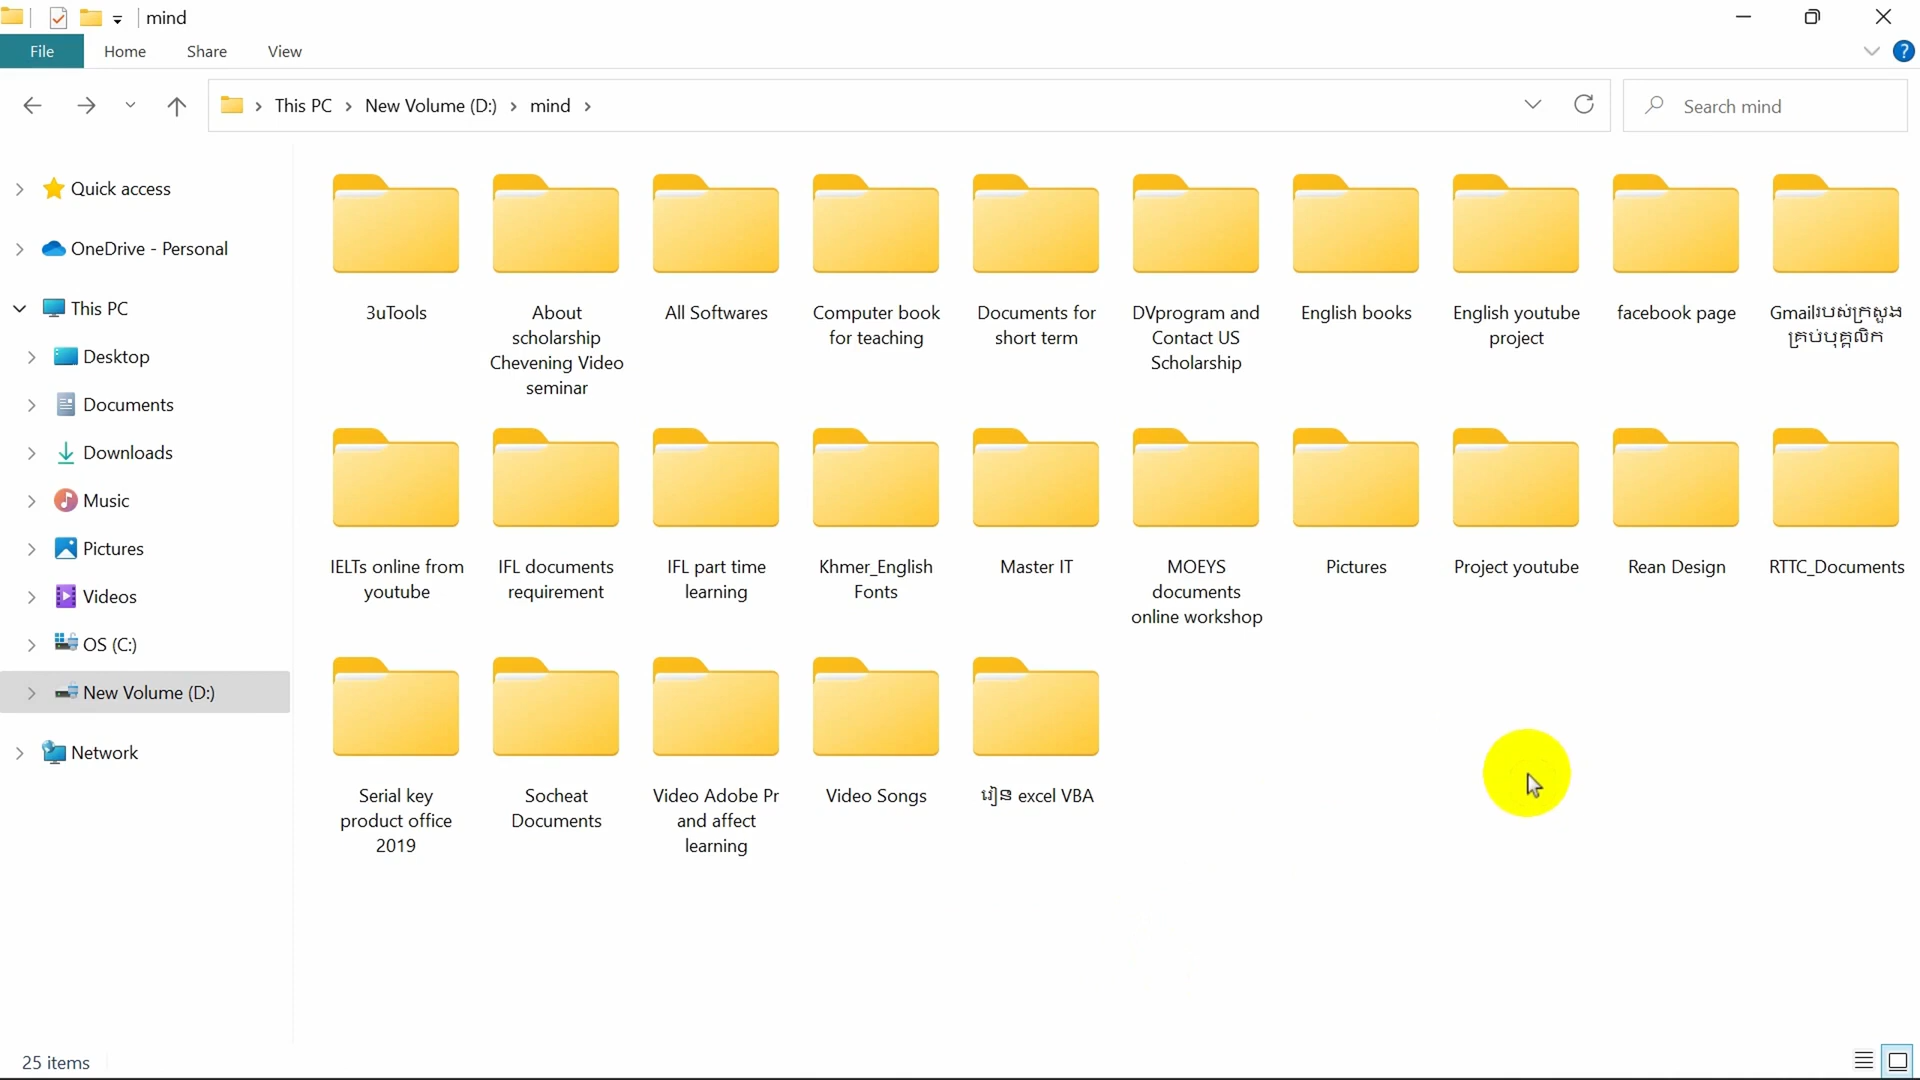 mind
File Home Share View
This PC New Volume (D:) mind
Search mind
Quick access
OneDrive - Personal
This PC
Desktop
Documents
Downloads
Music
Pictures
Videos
OS (C:)
New Volume (D:)
Network
3uTools
About
scholarship
Chevening Video
seminar
All Softwares
Computer book
for teaching
Documents for
short term
DVprogram and
Contact US
Scholarship
English books
English youtube
project
facebook page
Gmailរបស់ក្រសួង
គ្រប់បុគ្គលិក
IELTs online from
youtube
IFL documents
requirement
IFL part time
learning
Khmer_English
Fonts
Master IT
MOEYS
documents
online workshop
Pictures
Project youtube
Rean Design
RTTC_Documents
Serial key
product office
2019
Socheat
Documents
Video Adobe Pr
and affect
learning
Video Songs
រៀន excel VBA
25 items